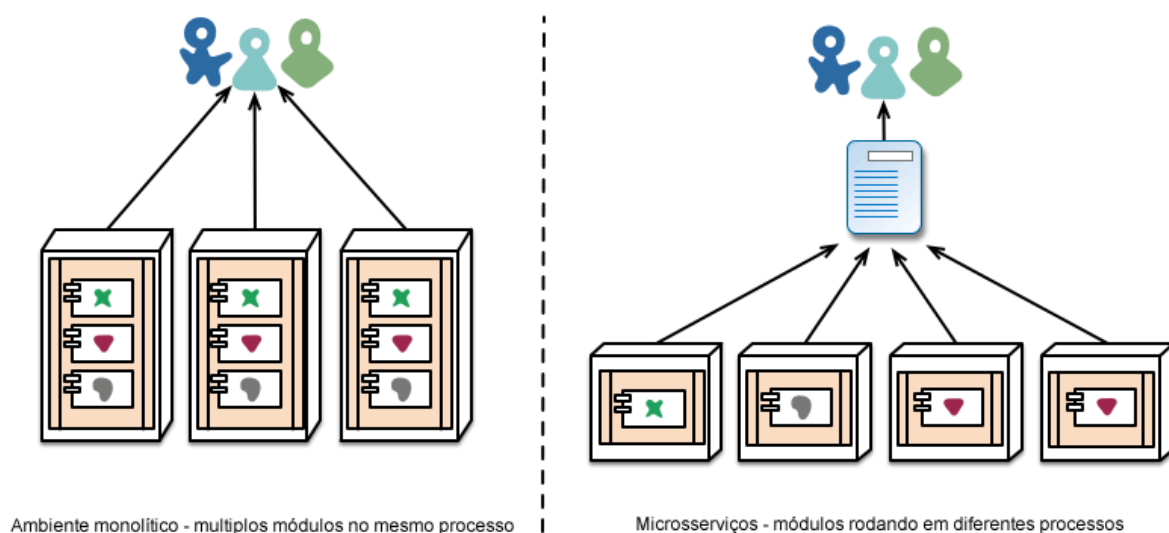 Ambiente monolítico - multiplos módulos no mesmo processo
Microsserviços - módulos rodando em diferentes processos